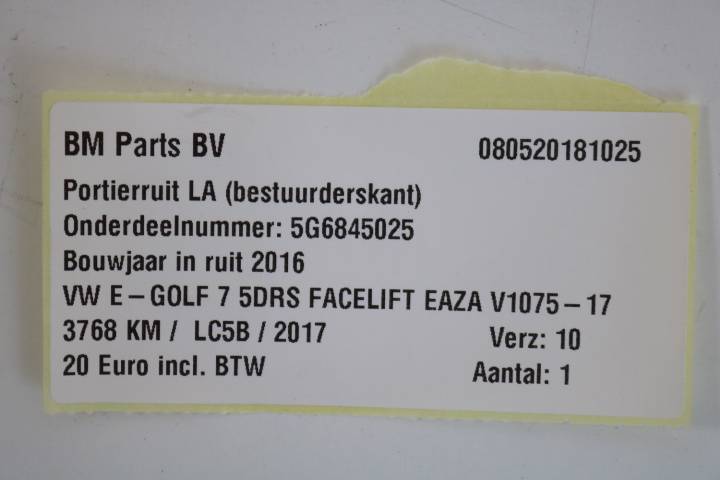 BM Parts BV 080520181025
Portierruit LA (bestuurderskant)
Onderdeelnummer: 5G6845025
Bouwjaar in ruit 2016
VW E-GOLF 7 5DRS FACELIFT EAZA V1075-17
3768 KM / LC5B / 2017 Verz: 10
20 Euro incl. BTW Aantal: 1